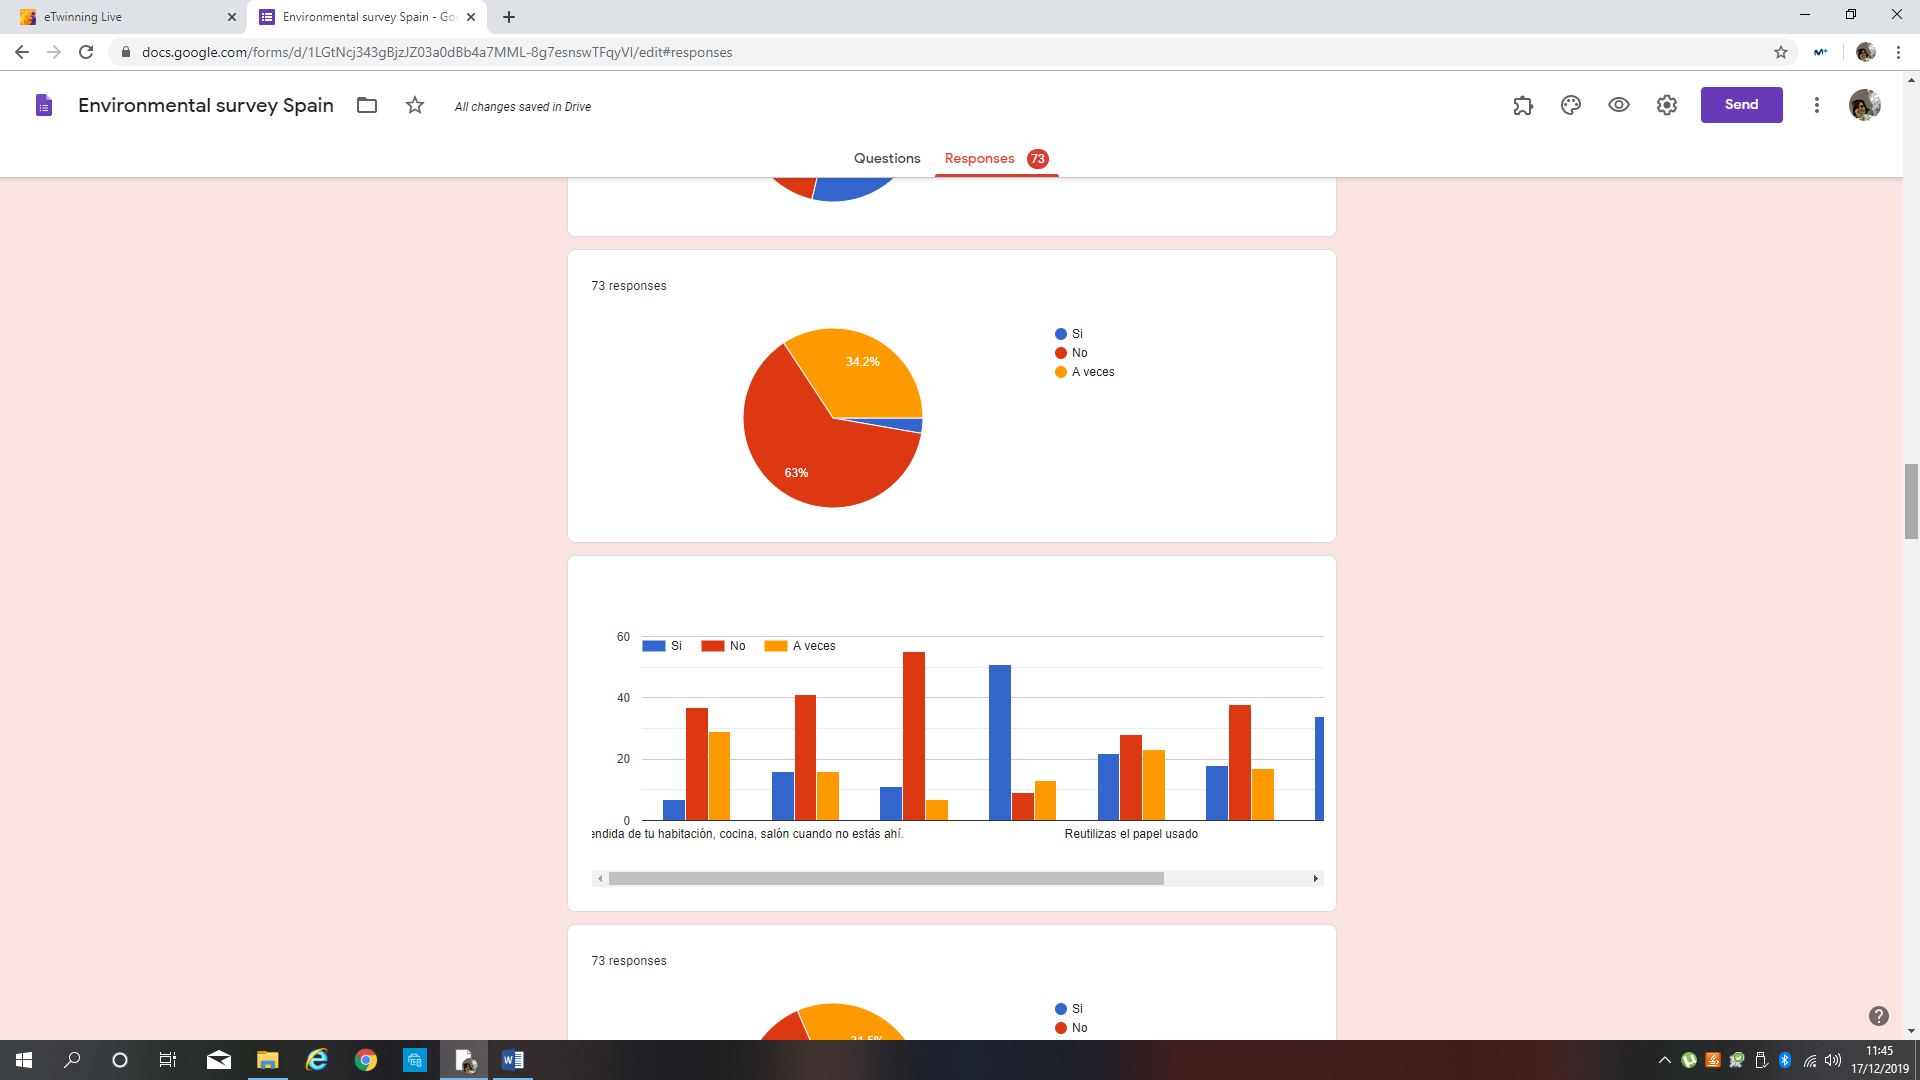 eTwinning Live
Environmental survey Spain - Go
docs.google.com/forms/d/1LGtNcj343gBjzJZ03a0dBb4a7MML-8g7esnswTFqyVI/edit#responses
Environmental survey Spain
All changes saved in Drive
Send
Questions
Responses 73
73 responses
Si
No
A veces
34.2%
63%
60
Si No A veces
40
20
0
endida de tu habitación, cocina, salón cuando no estás ahí.
Reutilizas el papel usado
73 responses
Si
No
31.5%
11:45
17/12/2019